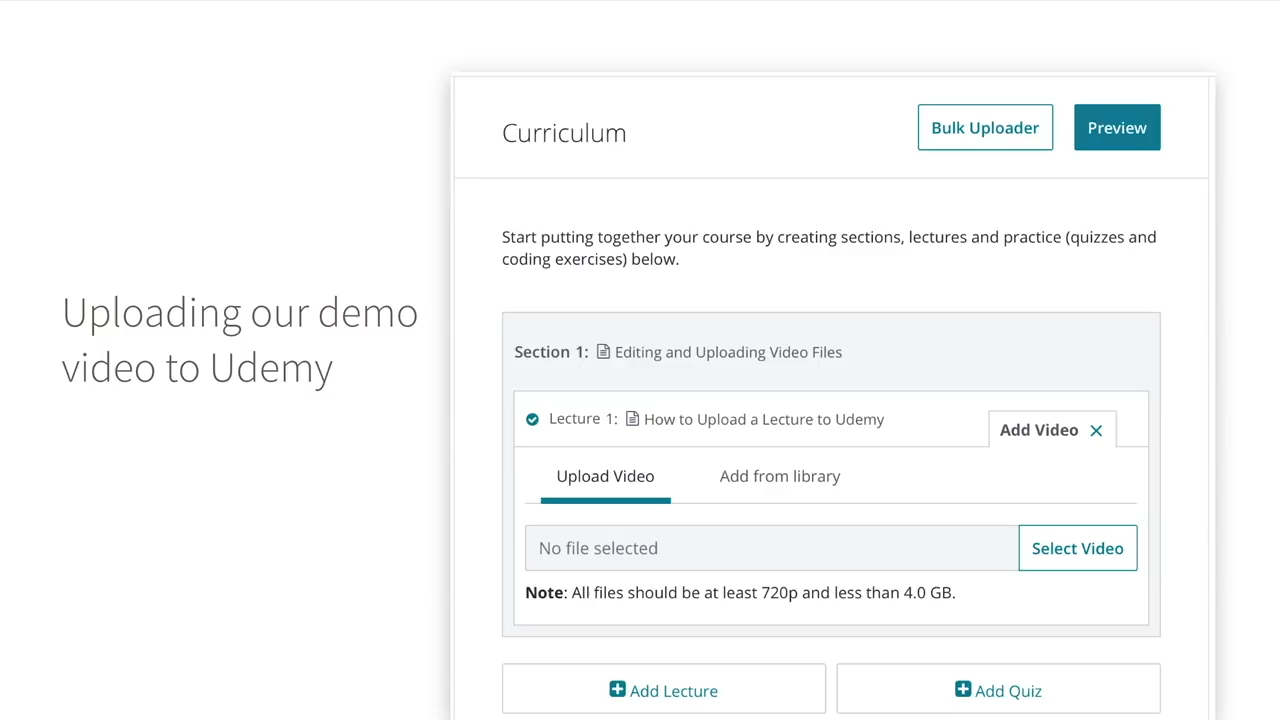 Uploading our demo
video to Udemy
Curriculum
Bulk Uploader
Preview
Start putting together your course by creating sections, lectures and practice (quizzes and
coding exercises) below.
Section 1: Editing and Uploading Video Files
Lecture 1: How to Upload a Lecture to Udemy
Add Video
Upload Video
Add from library
No file selected
Select Video
Note: All files should be at least 720p and less than 4.0 GB.
Add Lecture
Add Quiz